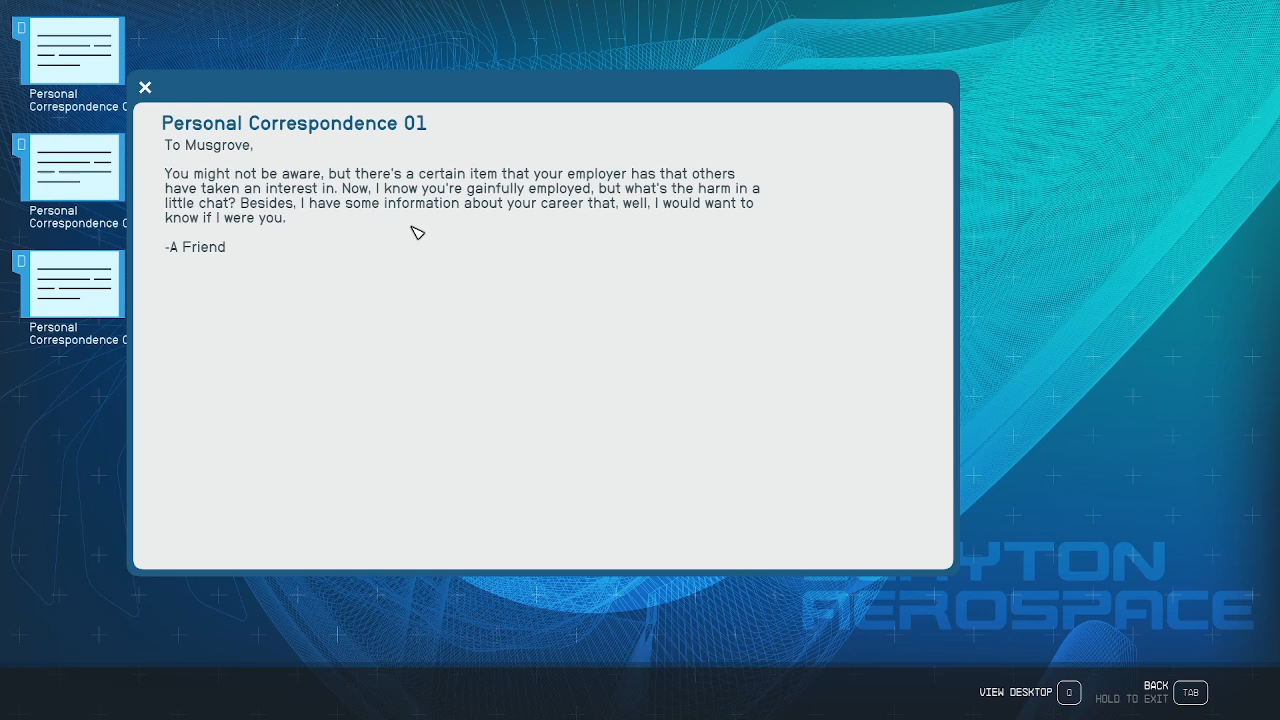 Personal
Correspondence
Personal
Correspondence
Personal
Correspondence
Personal Correspondence 01
To Musgrove,
You might not be aware, but there's a certain item that your employer has that others
have taken an interest in. Now, I know you're gainfully employed, but what's the harm in a
little chat? Besides, I have some information about your career that, well, I would want to
know if I were you.
-A Friend
AEROSPACE
VIEW DESKTOP Q
BACK
HOLD TO EXIT TAB